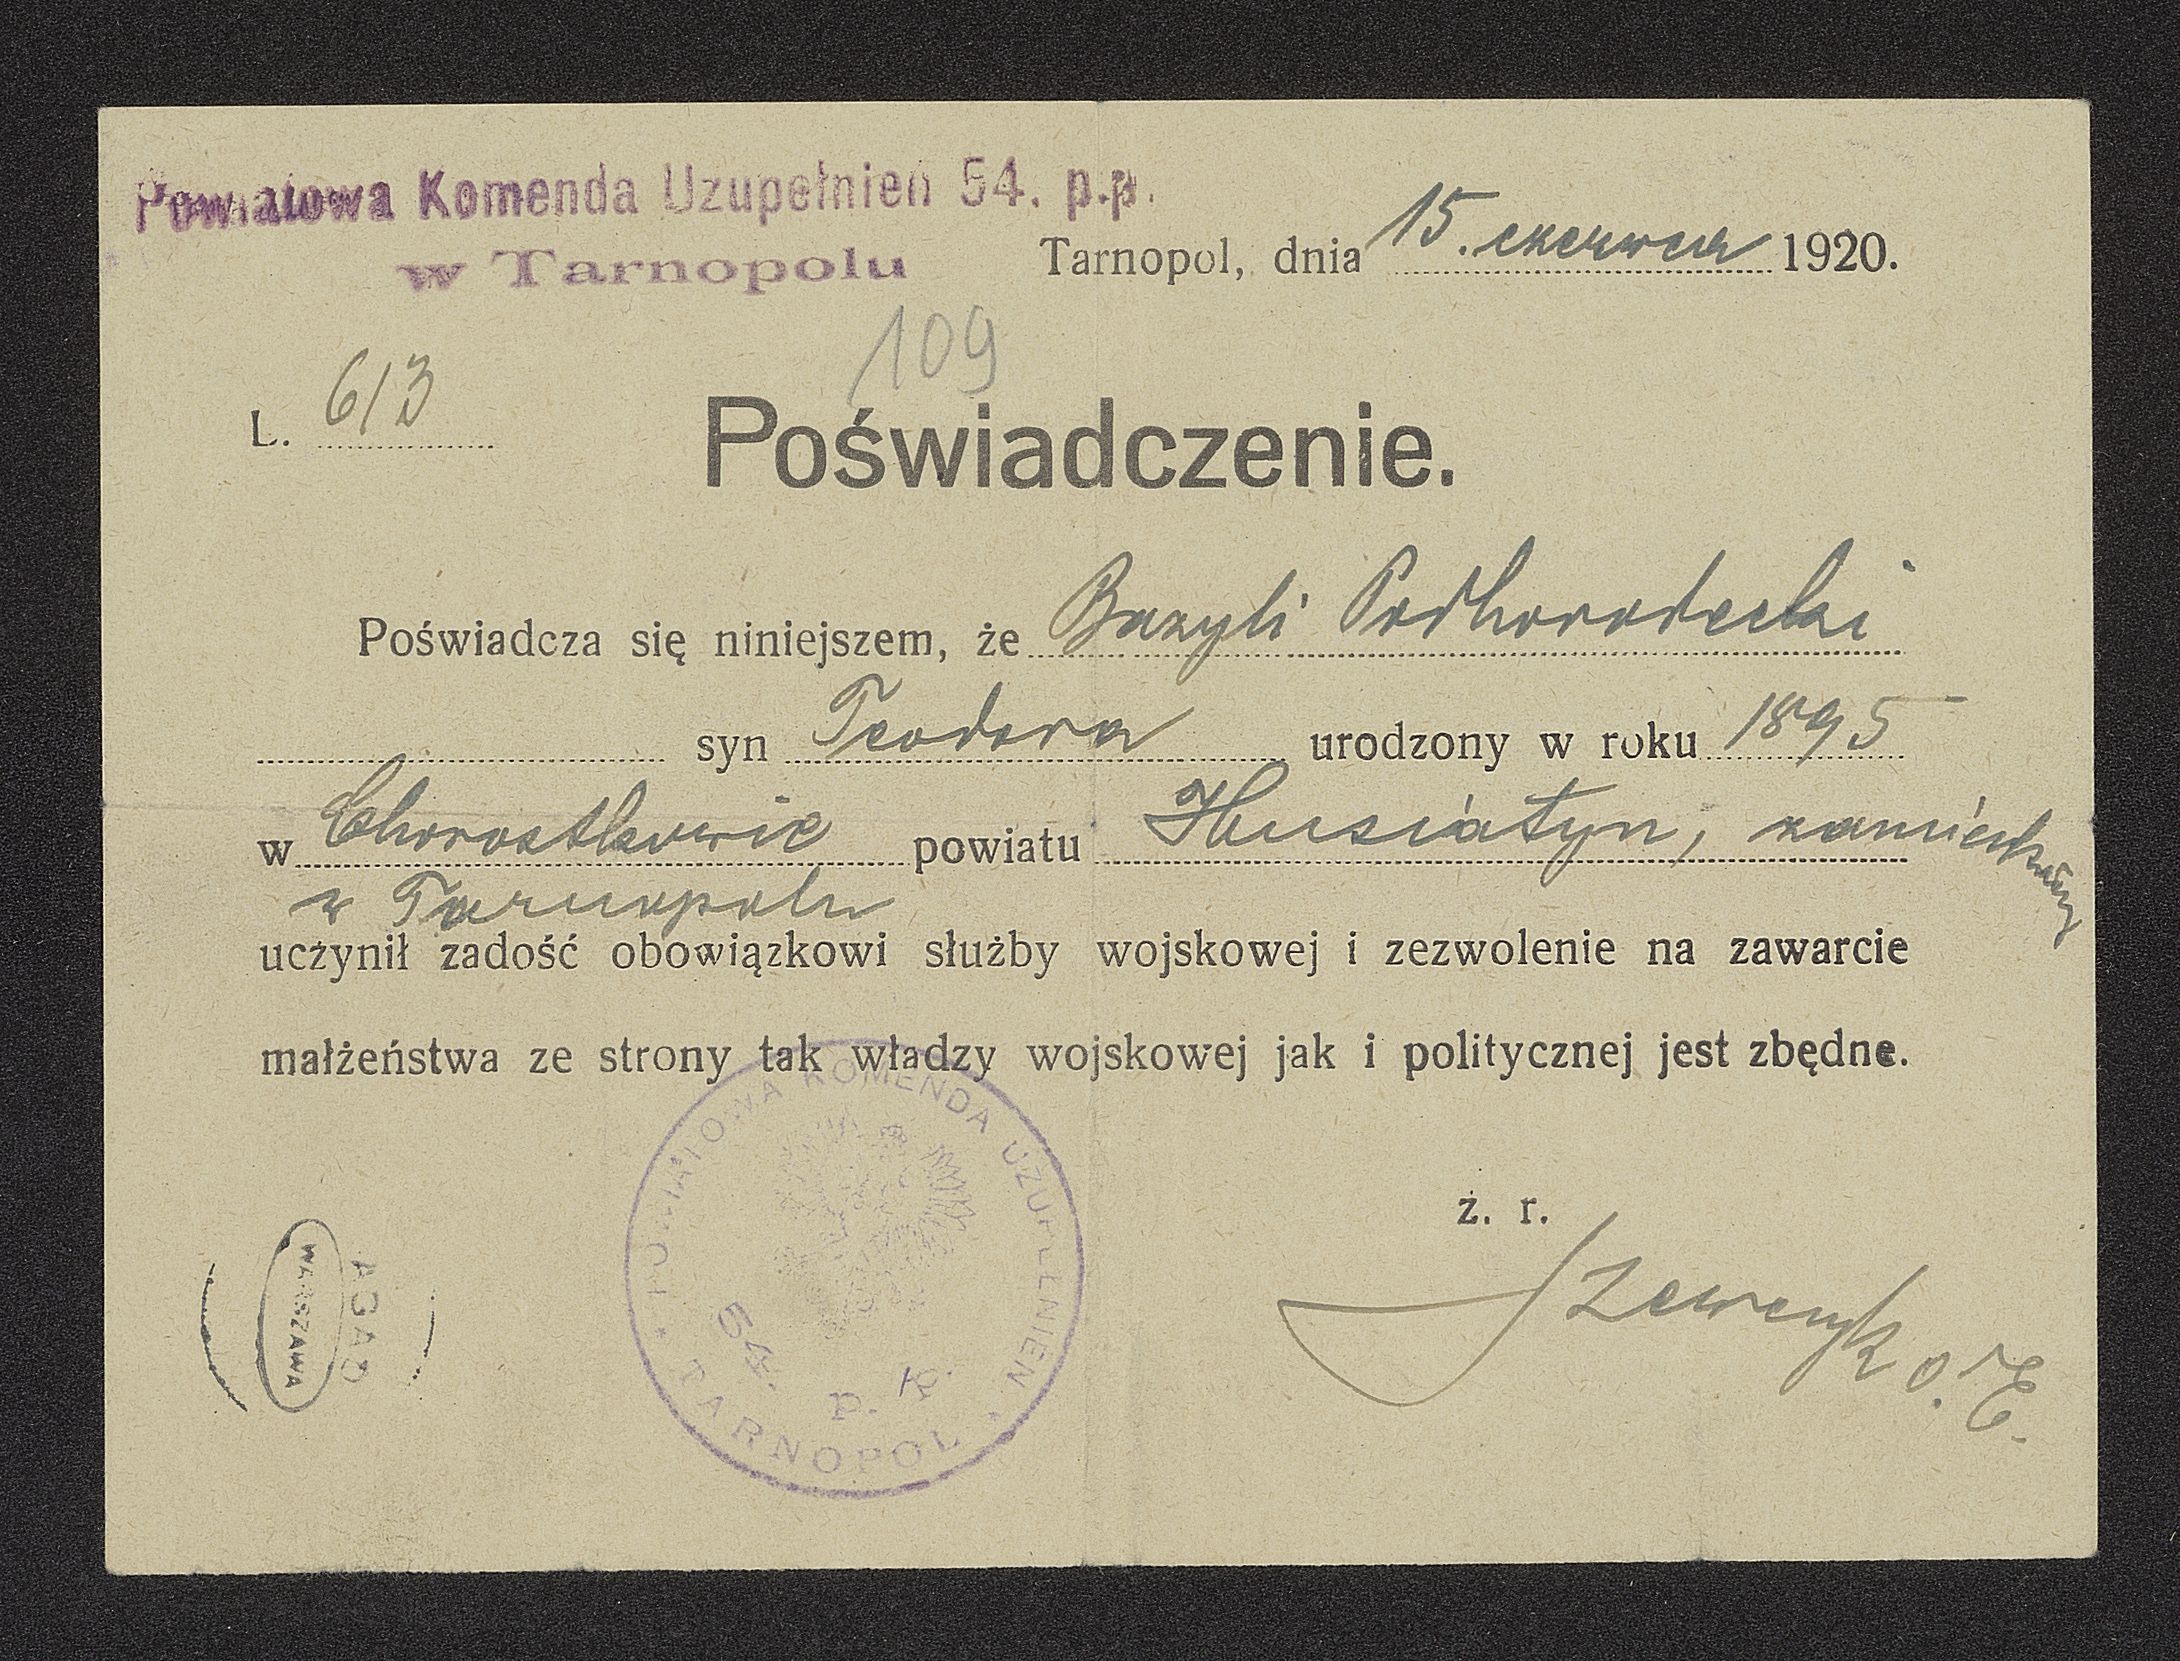 Powiatowa Komenda Uzupełnień 54. p.p.
w Tarnopolu
Tarnopol, dnia 15. czerwca 1920.
109
L. 613
Poświadczenie.
Poświadcza się niniejszem, że Bazyli Podhorodecki
syn Teodora urodzony w roku 1895
w Chorostkowie powiatu Husiatyn, zamieszkały
w Tarnopolu
uczynił zadość obowiązkowi służby wojskowej i zezwolenie na zawarcie
małżeństwa ze strony tak władzy wojskowej jak i politycznej jest zbędne.
POWIATOWA KOMENDA UZUPEŁNIEŃ
54. p. p.
* TARNOPOL *
ż. r.
AGAD
WARSZAWA